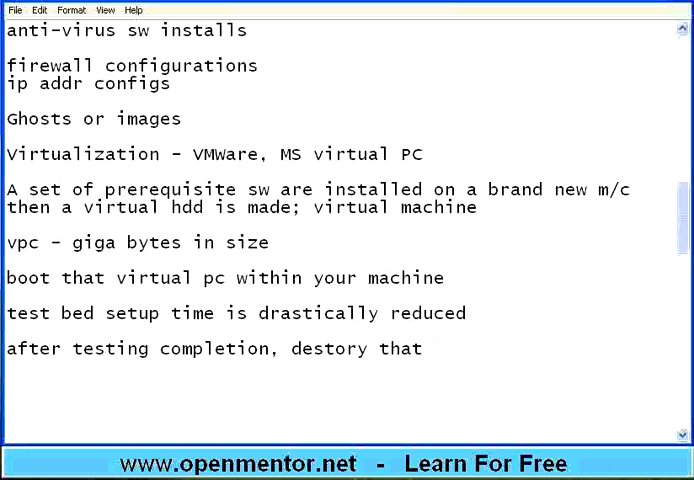 File Edit Format View Help
anti-virus sw installs
firewall configurations
ip addr configs
Ghosts or images
Virtualization - VMWare, MS virtual PC
A set of prerequisite sw are installed on a brand new m/c
then a virtual hdd is made; virtual machine
vpc - giga bytes in size
boot that virtual pc within your machine
test bed setup time is drastically reduced
after testing completion, destory that
www.openmentor.net - Learn For Free